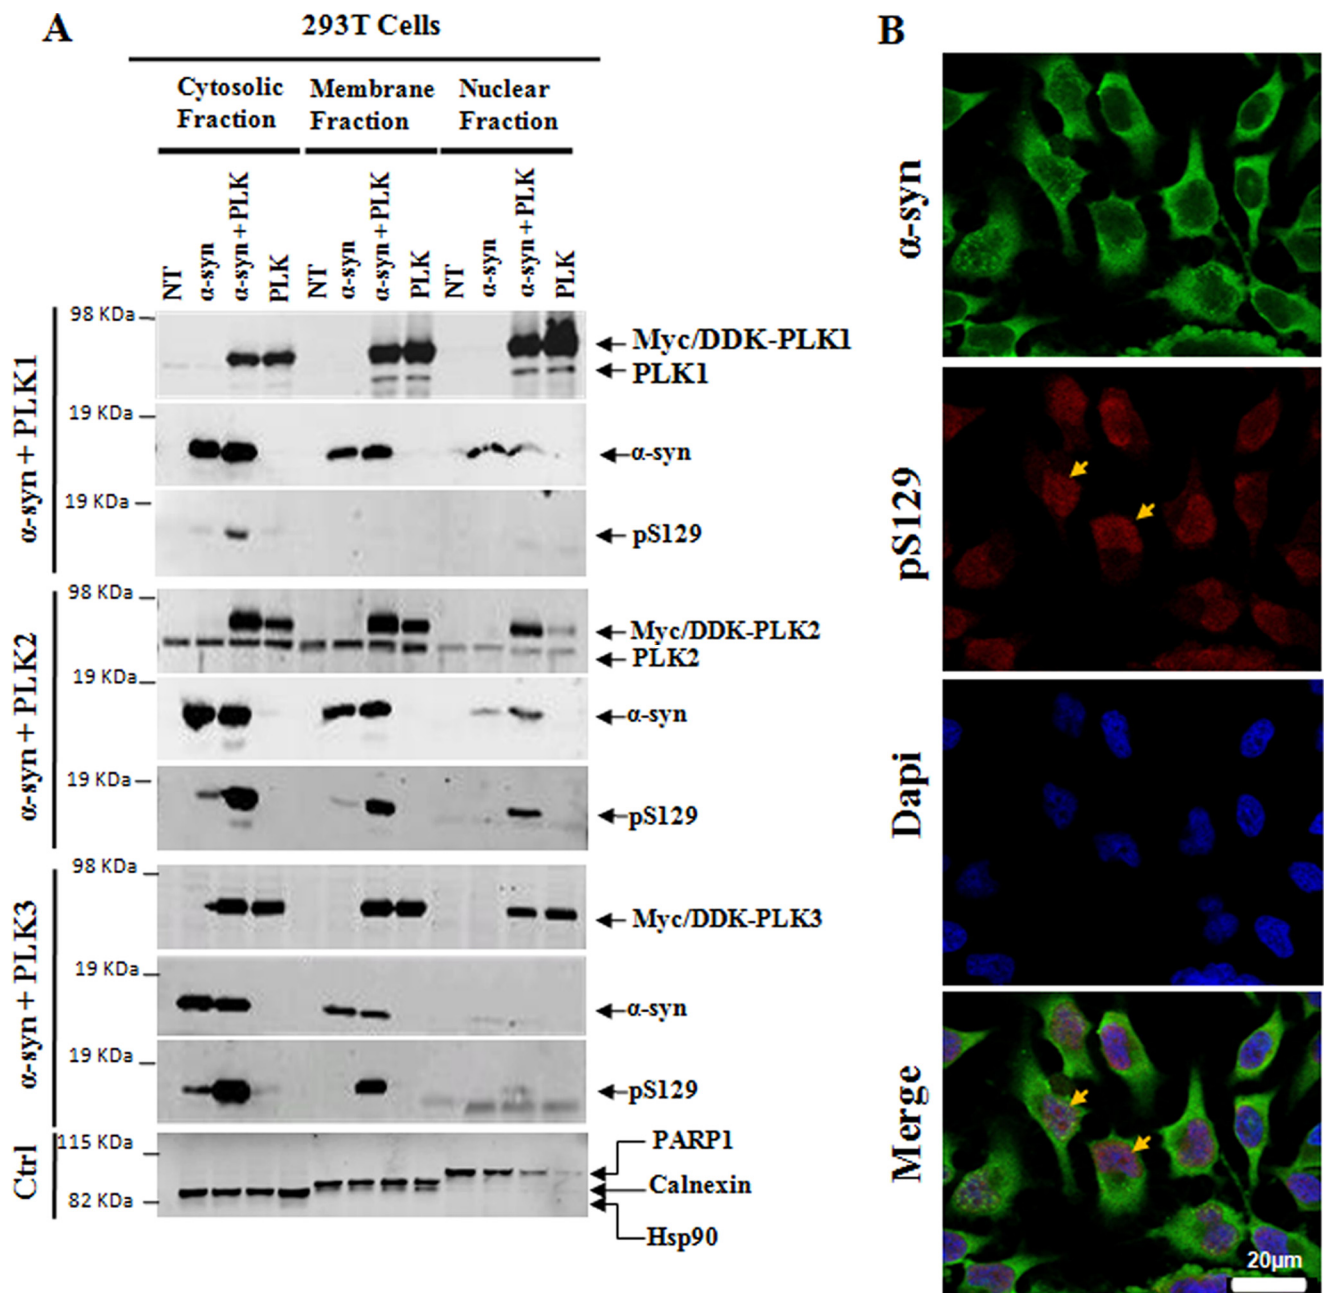 A
293T Cells
Cytosolic Fraction
Membrane Fraction
Nuclear Fraction
NT
α-syn
α-syn + PLK
PLK
NT
α-syn
α-syn + PLK
PLK
NT
α-syn
α-syn + PLK
PLK
α-syn + PLK1
98 KDa
Myc/DDK-PLK1
PLK1
19 KDa
α-syn
19 KDa
pS129
α-syn + PLK2
98 KDa
Myc/DDK-PLK2
PLK2
19 KDa
α-syn
19 KDa
pS129
α-syn + PLK3
98 KDa
Myc/DDK-PLK3
19 KDa
α-syn
19 KDa
pS129
Ctrl
115 KDa
82 KDa
PARP1
Calnexin
Hsp90
B
α-syn
pS129
Dapi
Merge
20µm